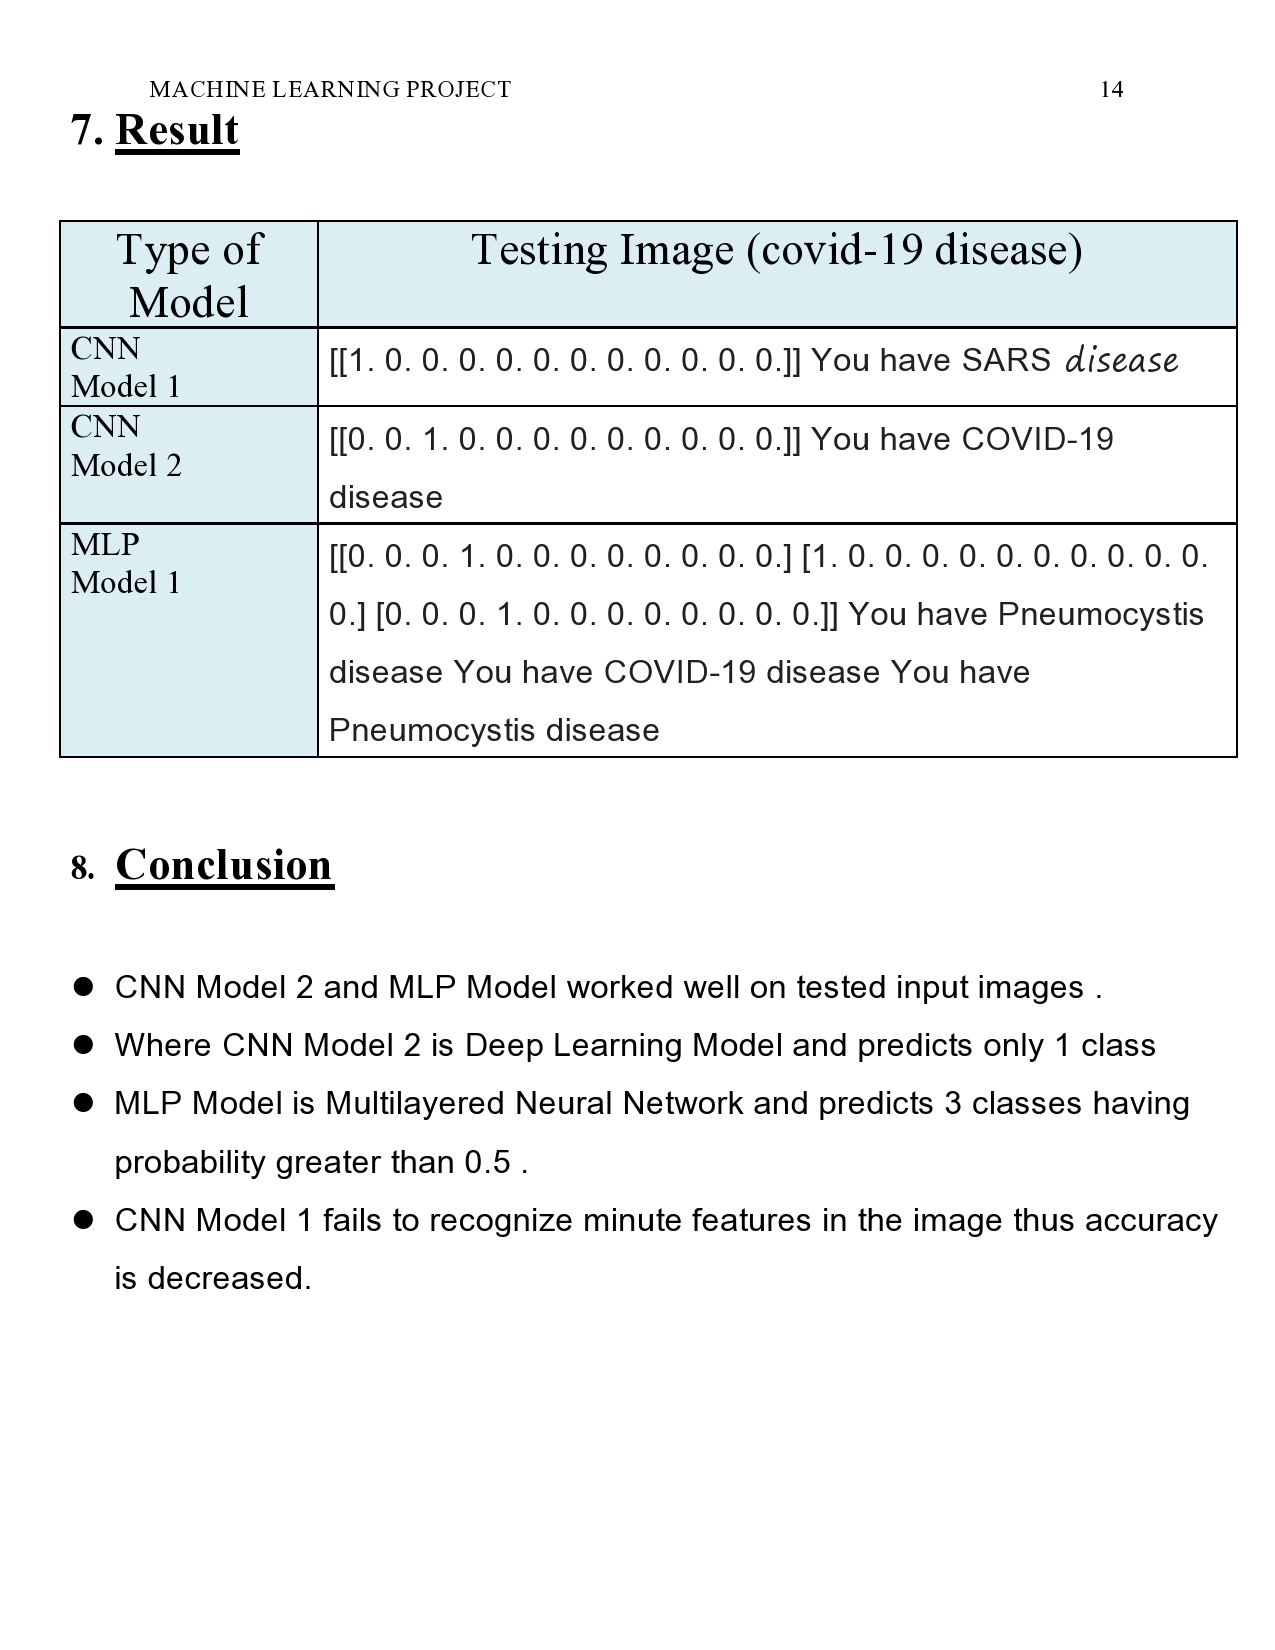 MACHINE LEARNING PROJECT 14
7. Result
Type of
Model
Testing Image (covid-19 disease)
CNN
Model 1
[[1. 0. 0. 0. 0. 0. 0. 0. 0. 0. 0. 0.]] You have SARS disease
CNN
Model 2
[[0. 0. 1. 0. 0. 0. 0. 0. 0. 0. 0. 0.]] You have COVID-19
disease
MLP
Model 1
[[0. 0. 0. 1. 0. 0. 0. 0. 0. 0. 0. 0.] [1. 0. 0. 0. 0. 0. 0. 0. 0. 0. 0.
0.] [0. 0. 0. 1. 0. 0. 0. 0. 0. 0. 0. 0.]] You have Pneumocystis
disease You have COVID-19 disease You have
Pneumocystis disease
8. Conclusion
● CNN Model 2 and MLP Model worked well on tested input images .
● Where CNN Model 2 is Deep Learning Model and predicts only 1 class
● MLP Model is Multilayered Neural Network and predicts 3 classes having
probability greater than 0.5 .
● CNN Model 1 fails to recognize minute features in the image thus accuracy
is decreased.